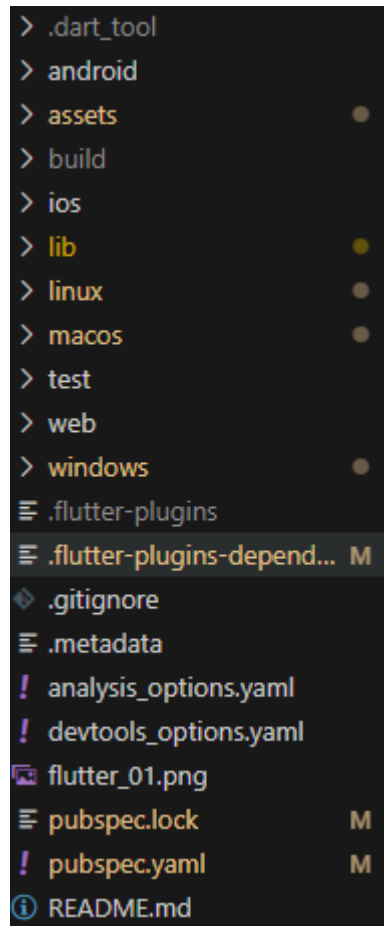 .dart_tool
android
assets
build
ios
lib
linux
macos
test
web
windows
.flutter-plugins
.flutter-plugins-depend... M
.gitignore
.metadata
! analysis_options.yaml
! devtools_options.yaml
flutter_01.png
pubspec.lock M
! pubspec.yaml M
README.md